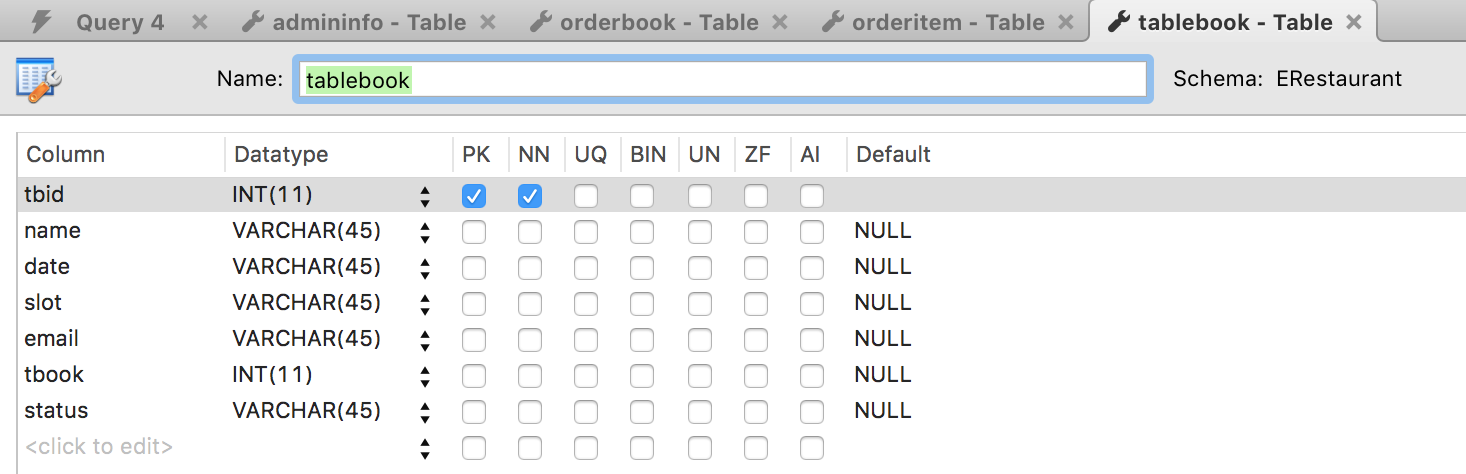 Query 4 admininfo - Table orderbook - Table orderitem - Table tablebook - Table
Name: tablebook Schema: ERestaurant
Column Datatype PK NN UQ BIN UN ZF AI Default
tbid INT(11)
name VARCHAR(45) NULL
date VARCHAR(45) NULL
slot VARCHAR(45) NULL
email VARCHAR(45) NULL
tbook INT(11) NULL
status VARCHAR(45) NULL
<click to edit>